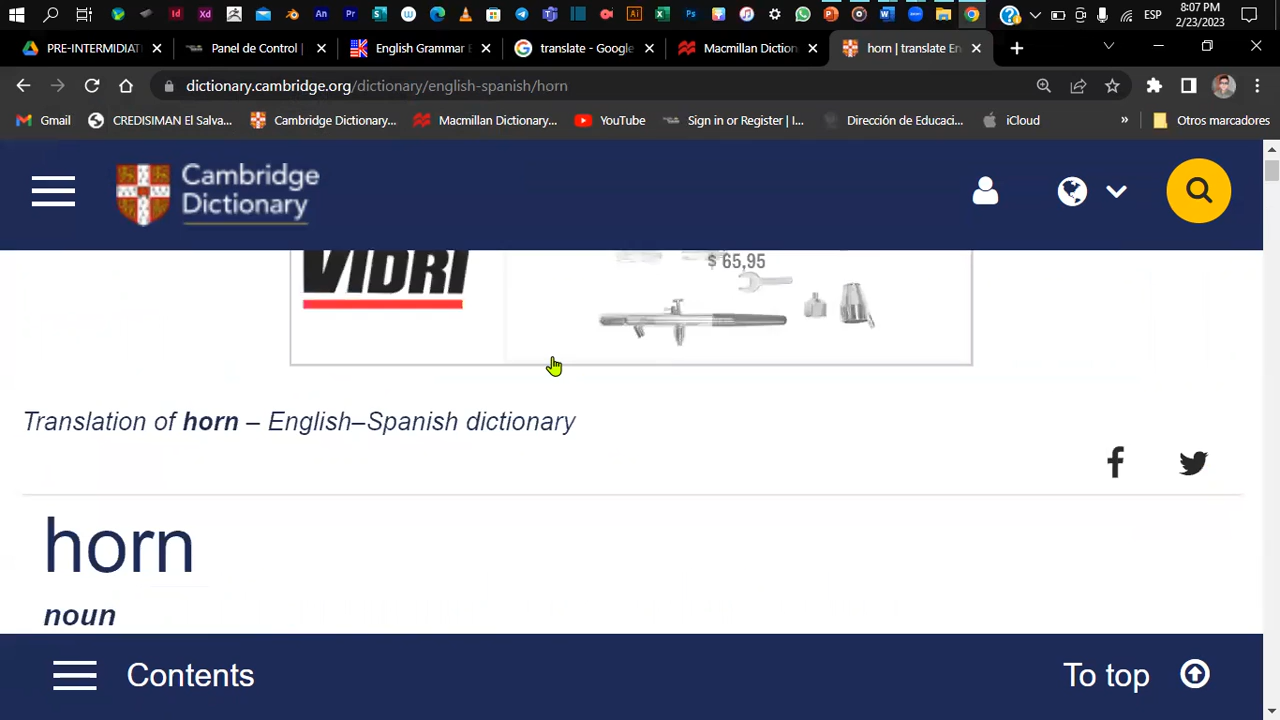 ESP
8:07 PM
2/23/2023
PRE-INTERMIDIAT
Panel de Control |
English Grammar E
translate - Google
Macmillan Diction
horn | translate En
dictionary.cambridge.org/dictionary/english-spanish/horn
Gmail
CREDISIMAN El Salva...
Cambridge Dictionary...
Macmillan Dictionary...
YouTube
Sign in or Register | I...
Dirección de Educaci...
iCloud
»
Otros marcadores
Cambridge
Dictionary
VIDRI
$ 65,95
Translation of horn – English–Spanish dictionary
horn
noun
Contents
To top